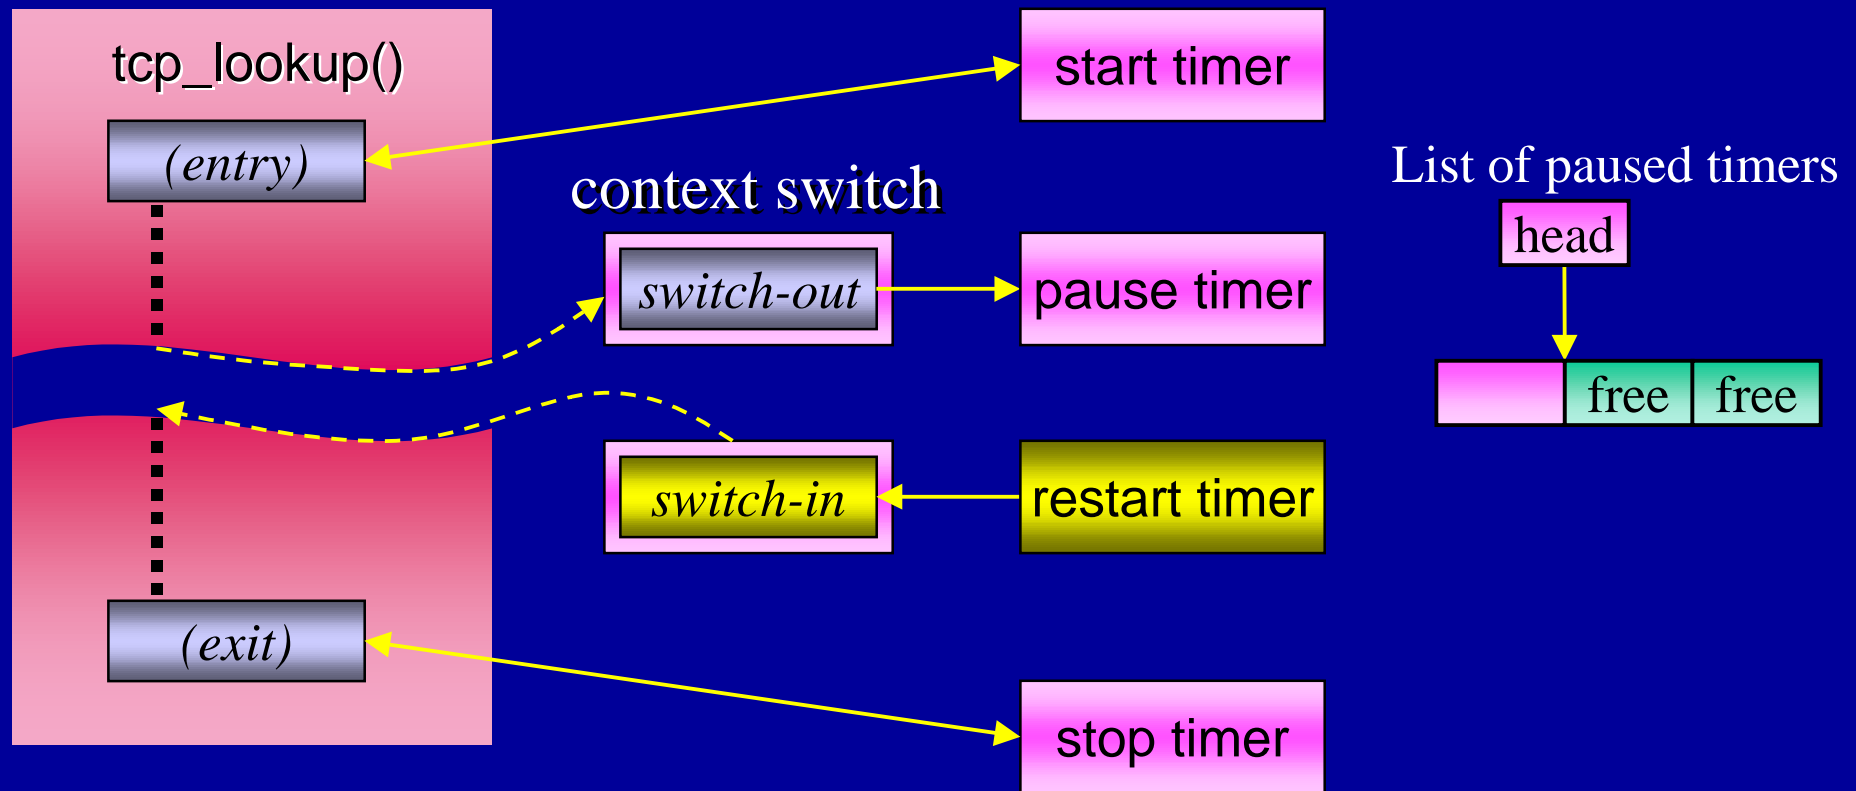 tcp_lookup()
(entry)
(exit)
context switch
switch-out
switch-in
start timer
pause timer
restart timer
stop timer
List of paused timers
head
free
free